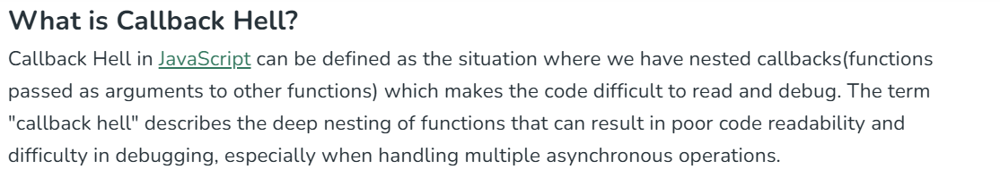 What is Callback Hell?
Callback Hell in JavaScript can be defined as the situation where we have nested callbacks(functions
passed as arguments to other functions) which makes the code difficult to read and debug. The term
"callback hell" describes the deep nesting of functions that can result in poor code readability and
difficulty in debugging, especially when handling multiple asynchronous operations.